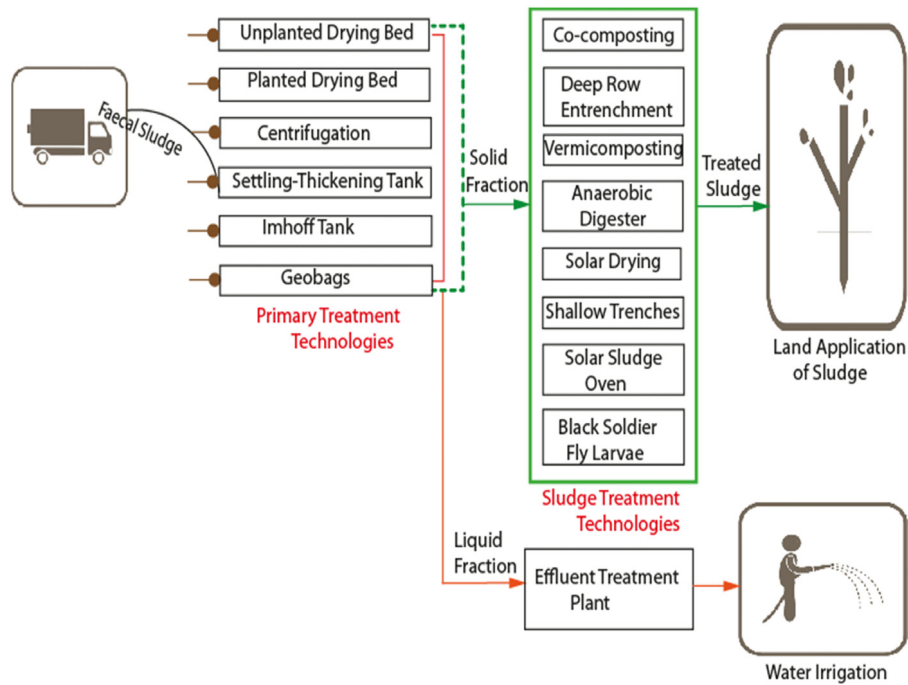 Faecal Sludge
Unplanted Drying Bed
Planted Drying Bed
Centrifugation
Settling-Thickening Tank
Imhoff Tank
Geobags
Primary Treatment
Technologies
Solid
Fraction
Co-composting
Deep Row
Entrenchment
Vermicomposting
Anaerobic
Digester
Solar Drying
Shallow Trenches
Solar Sludge
Oven
Black Soldier
Fly Larvae
Sludge Treatment
Technologies
Treated
Sludge
Land Application
of Sludge
Liquid
Fraction
Effluent Treatment
Plant
Water Irrigation